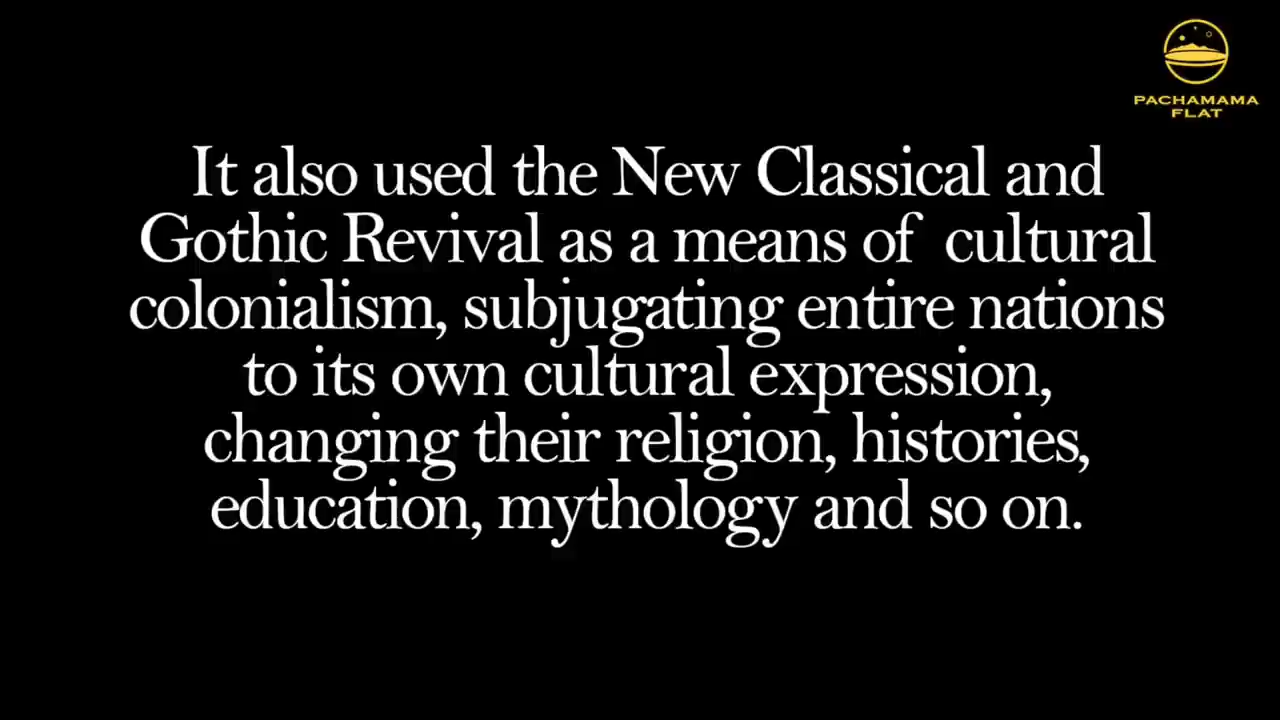 PACHAMAMA
FLAT
It also used the New Classical and
Gothic Revival as a means of cultural
colonialism, subjugating entire nations
to its own cultural expression,
changing their religion, histories,
education, mythology and so on.